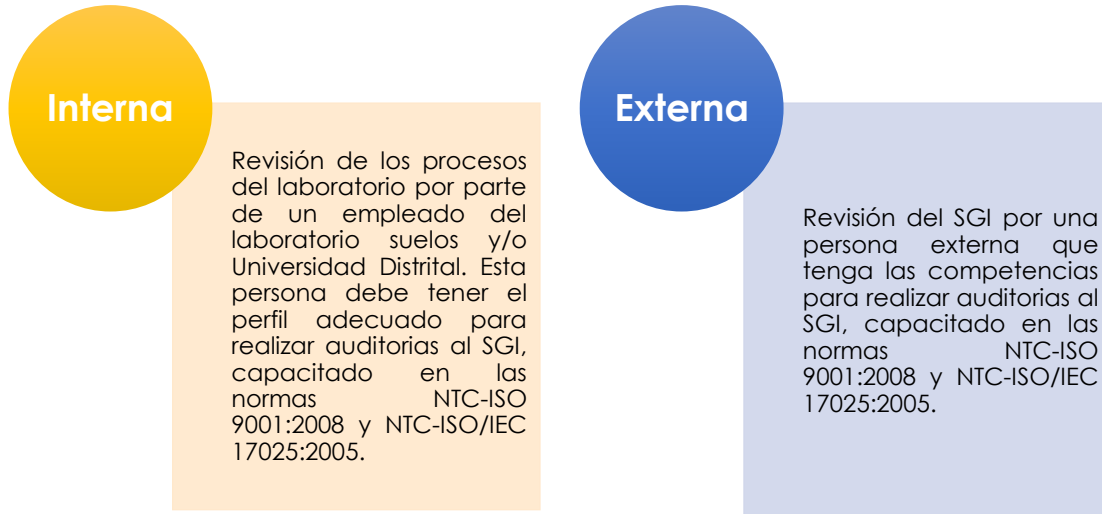 Interna
Revisión de los procesos
del laboratorio por parte
de un empleado del
laboratorio suelos y/o
Universidad Distrital. Esta
persona debe tener el
perfil adecuado para
realizar auditorias al SGI,
capacitado en las
normas NTC-ISO
9001:2008 y NTC-ISO/IEC
17025:2005.
Externa
Revisión del SGI por una
persona externa que
tenga las competencias
para realizar auditorias al
SGI, capacitado en las
normas NTC-ISO
9001:2008 y NTC-ISO/IEC
17025:2005.